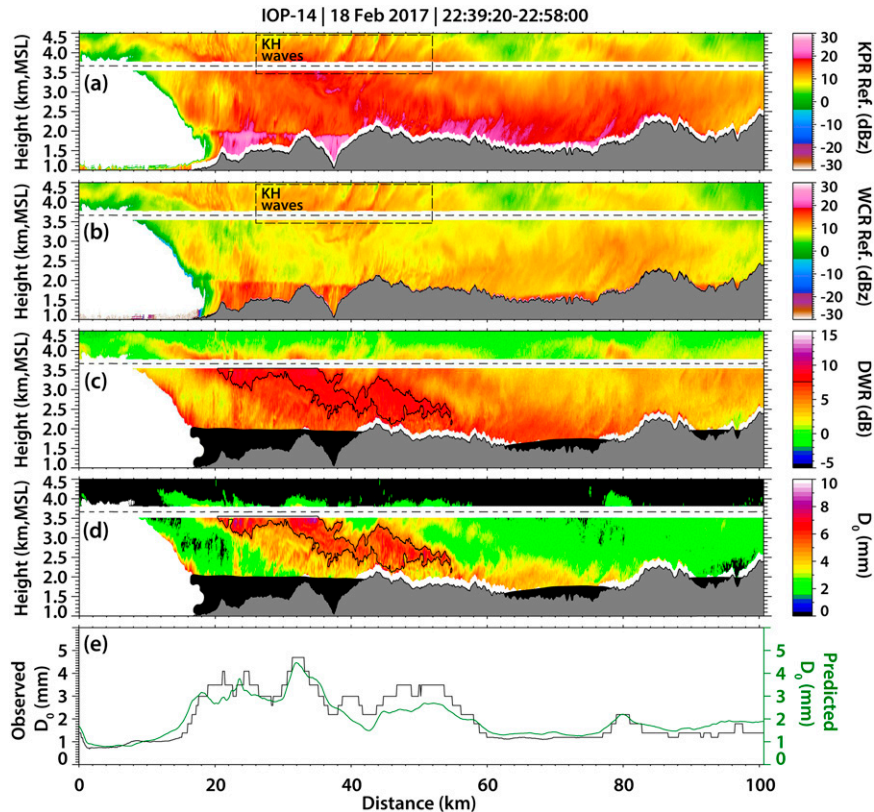 IOP-14 | 18 Feb 2017 | 22:39:20-22:58:00
Height (km,MSL)
4.5
4.0
3.5
3.0
2.5
2.0
1.5
1.0
(a)
KH
waves
30
20
10
0
-10
-20
-30
KPR Ref. (dBz)
Height (km,MSL)
4.5
4.0
3.5
3.0
2.5
2.0
1.5
1.0
(b)
KH
waves
30
20
10
0
-10
-20
-30
WCR Ref. (dBz)
Height (km,MSL)
4.5
4.0
3.5
3.0
2.5
2.0
1.5
1.0
(c)
15
10
5
0
-5
DWR (dB)
Height (km,MSL)
4.5
4.0
3.5
3.0
2.5
2.0
1.5
1.0
(d)
10
8
6
4
2
0
D0 (mm)
(e)
Observed
D0 (mm)
5
4
3
2
1
0
5
4
3
2
1
0
Predicted
D0 (mm)
0 20 40 60 80 100
Distance (km)